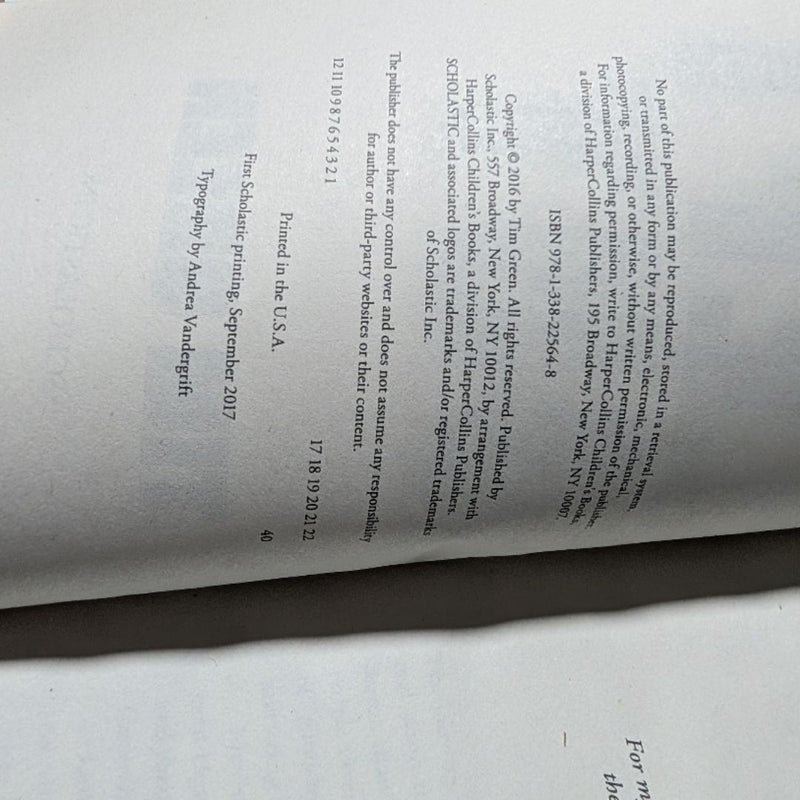 No part of this publication may be reproduced, stored in a retrieval system
or transmitted in any form or by any means, electronic, mechanical,
photocopying, recording, or otherwise, without written permission of the publisher.
For information regarding permission, write to HarperCollins Children's Books,
a division of HarperCollins Publishers, 195 Broadway, New York, NY 10007.
ISBN 978-1-338-22564-8
Copyright © 2016 by Tim Green. All rights reserved. Published by
Scholastic Inc., 557 Broadway, New York, NY 10012, by arrangement with
HarperCollins Children's Books, a division of HarperCollins Publishers.
SCHOLASTIC and associated logos are trademarks and/or registered trademarks
of Scholastic Inc.
The publisher does not have any control over and does not assume any responsibility
for author or third-party websites or their content.
12 11 10 9 8 7 6 5 4 3 2 1 17 18 19 20 21 22
Printed in the U.S.A. 40
First Scholastic printing, September 2017
Typography by Andrea Vandergrift
For m
the